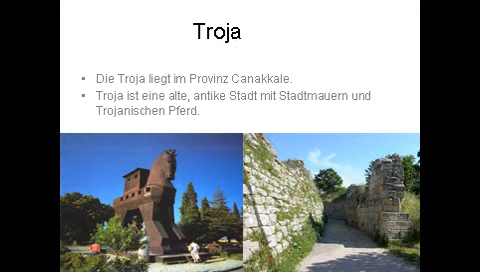 Troja
• Die Troja liegt im Provinz Canakkale.
• Troja ist eine alte, antike Stadt mit Stadtmauern und
Trojanischen Pferd.